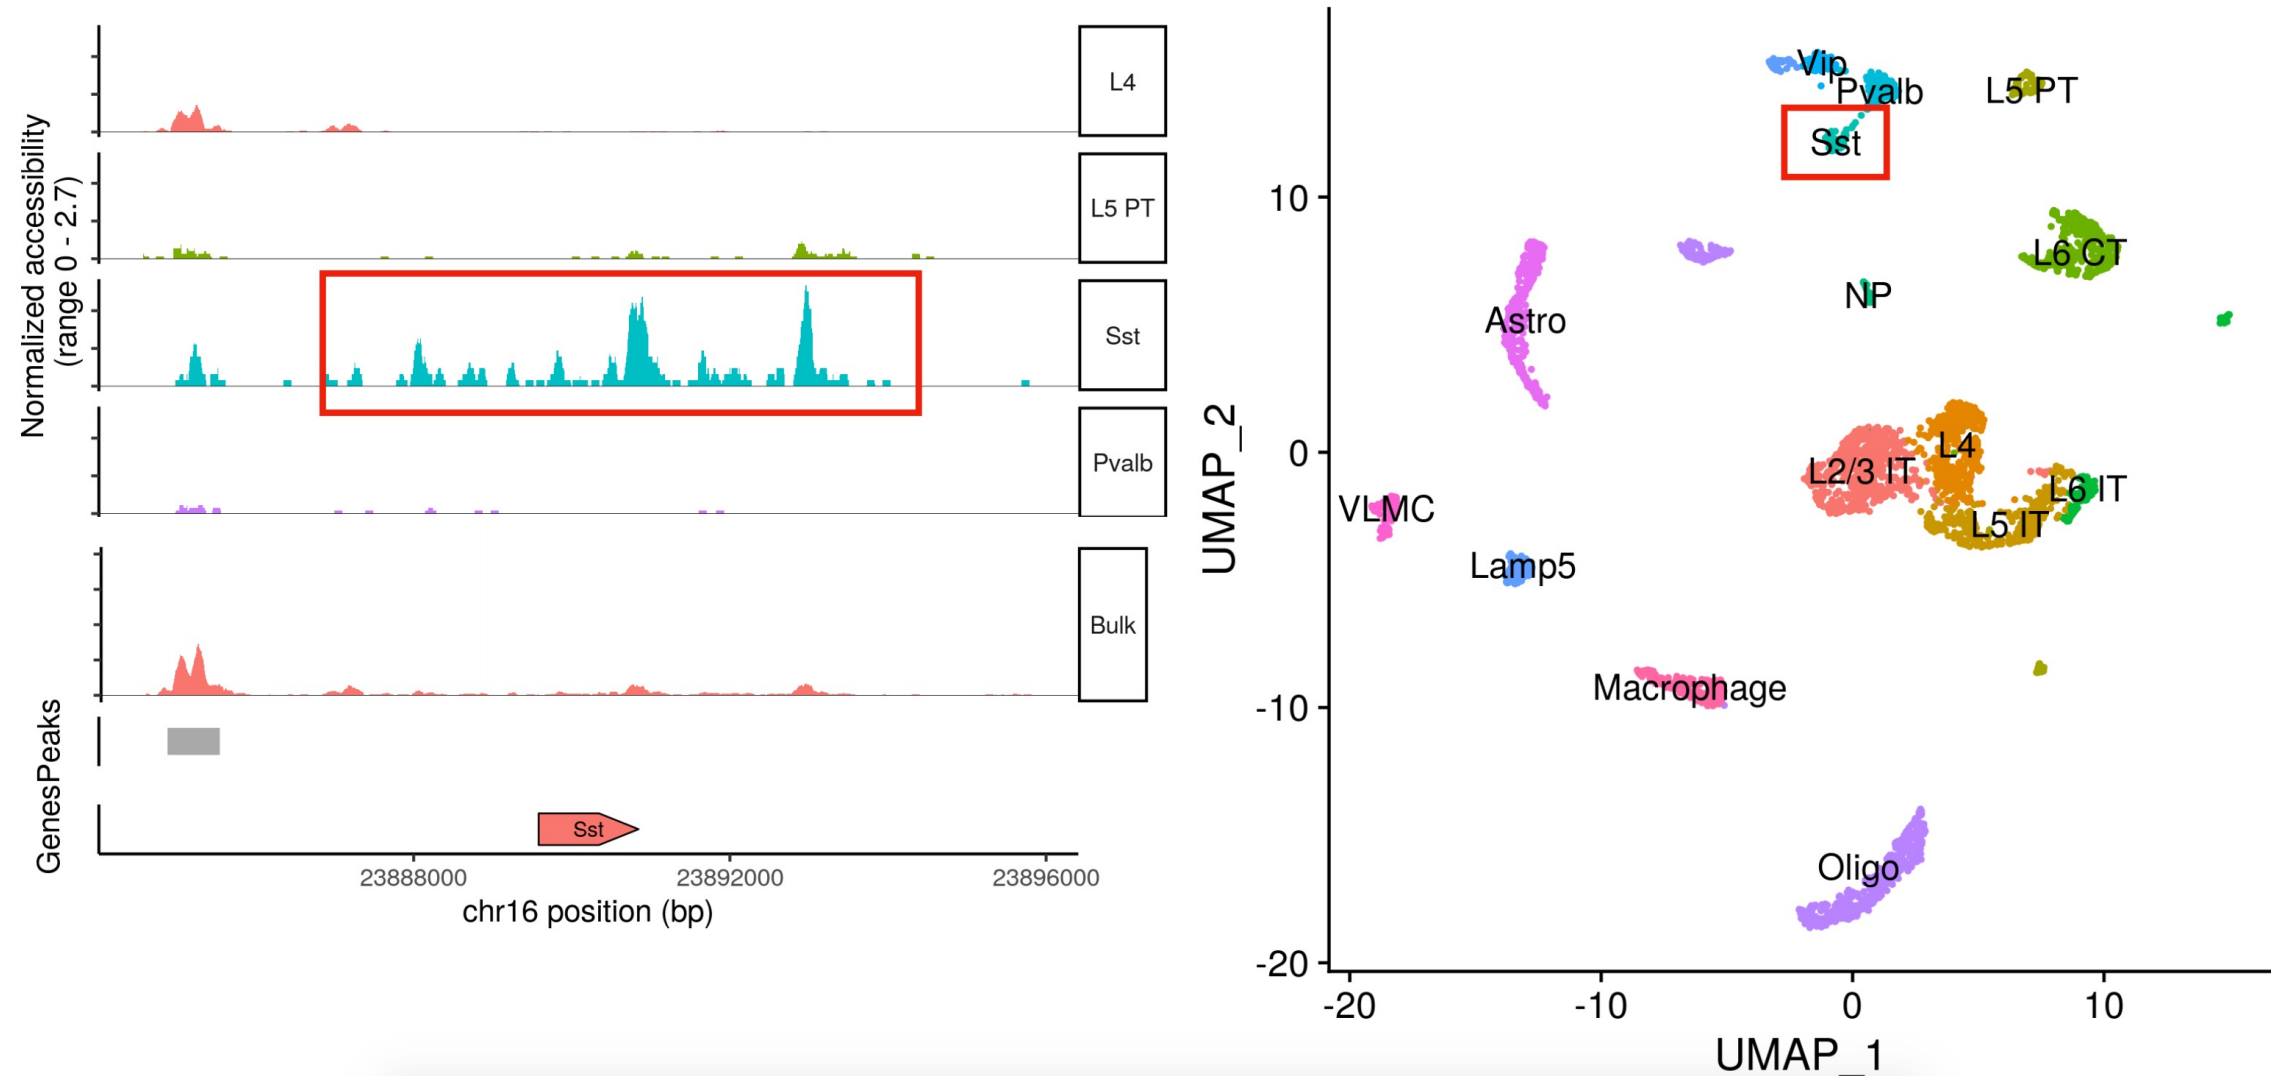 Normalized accessibility
(range 0 - 2.7)
L4
L5 PT
Sst
Pvalb
Bulk
Peaks
Genes
Sst
23888000
23892000
23896000
chr16 position (bp)
UMAP_2
10
0
-10
-20
Vip
Pvalb
L5 PT
Sst
L6 CT
NP
Astro
L4
L2/3 IT
L6 IT
VLMC
L5 IT
Lamp5
Macrophage
Oligo
-20
-10
0
10
UMAP_1